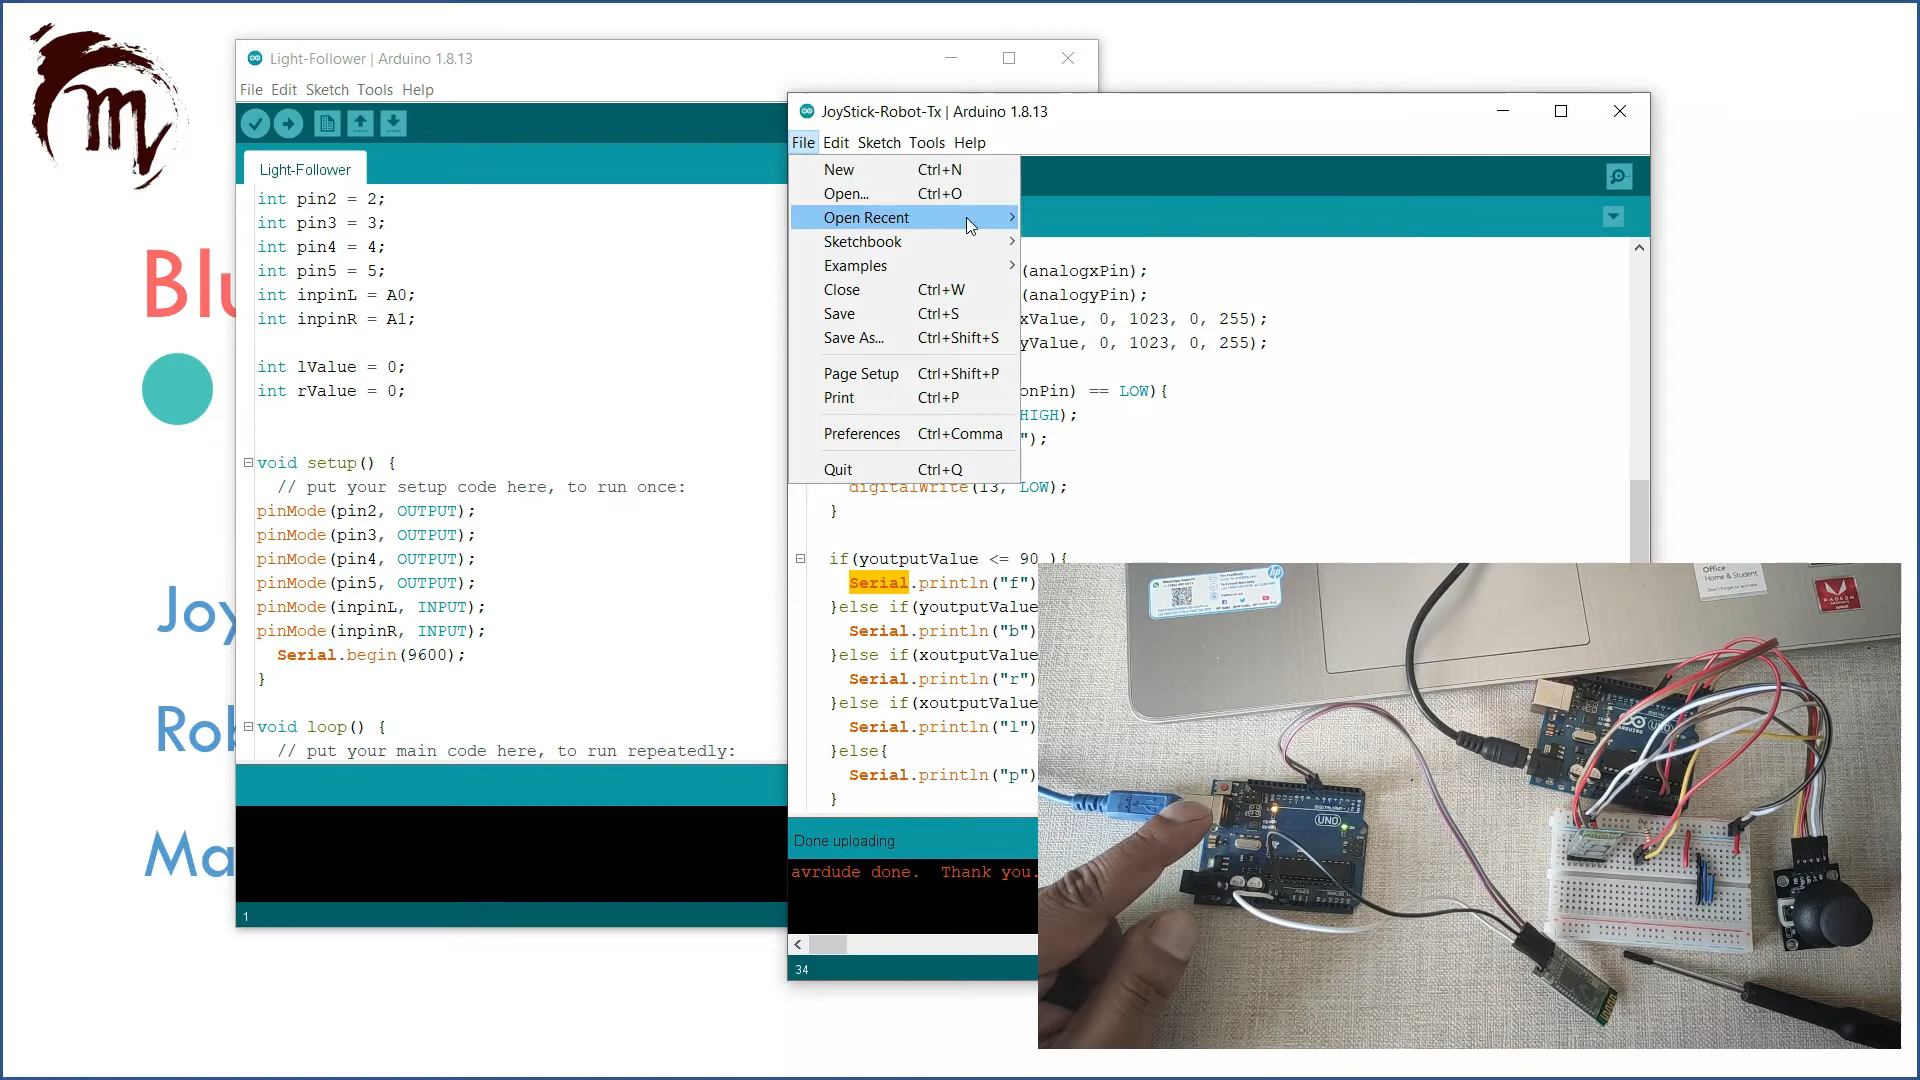 m
Light-Follower | Arduino 1.8.13
File Edit Sketch Tools Help
Light-Follower
int pin2 = 2;
int pin3 = 3;
int pin4 = 4;
int pin5 = 5;
int inpinL = A0;
int inpinR = A1;
int lValue = 0;
int rValue = 0;
void setup() {
// put your setup code here, to run once:
pinMode(pin2, OUTPUT);
pinMode(pin3, OUTPUT);
pinMode(pin4, OUTPUT);
pinMode(pin5, OUTPUT);
pinMode(inpinL, INPUT);
pinMode(inpinR, INPUT);
Serial.begin(9600);
}
void loop() {
// put your main code here, to run repeatedly:
1
Blu
Joy
Rob
Ma
JoyStick-Robot-Tx | Arduino 1.8.13
File Edit Sketch Tools Help
New Ctrl+N
Open... Ctrl+O
Open Recent
Sketchbook
Examples
Close Ctrl+W
Save Ctrl+S
Save As... Ctrl+Shift+S
Page Setup Ctrl+Shift+P
Print Ctrl+P
Preferences Ctrl+Comma
Quit Ctrl+Q
(analogxPin);
(analogyPin);
xValue, 0, 1023, 0, 255);
yValue, 0, 1023, 0, 255);
onPin) == LOW){
HIGH);
");
digitalWrite(13, LOW);
}
if(youtputValue <= 90 ){
Serial.println("f")
}else if(youtputValue
Serial.println("b")
}else if(xoutputValue
Serial.println("r")
}else if(xoutputValue
Serial.println("l")
}else{
Serial.println("p")
}
Done uploading.
avrdude done.  Thank you.
34
hp
Office
Home & Student
RADEON
UNO
UNO